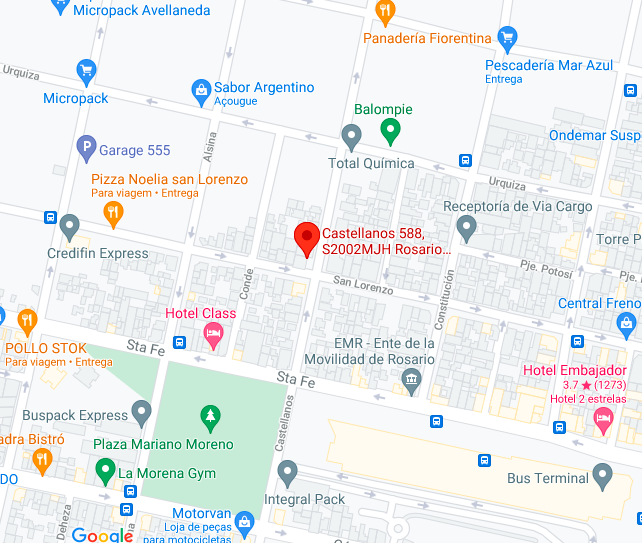 Micropack Avellaneda
Panadería Fiorentina
Pescadería Mar Azul
Entrega
Urquiza
Micropack
Sabor Argentino
Açougue
Balompie
Ondemar Susp
Alsina
Garage 555
Total Química
Pizza Noelia san Lorenzo
Para viagem • Entrega
Urquiza
Receptoría de Via Cargo
Castellanos 588,
S2002MJH Rosario...
Torre P
Credifin Express
Pje. Potosí
Pje.
Conde
San Lorenzo
Constitución
Central Freno
Hotel Class
POLLO STOK
Para viagem • Entrega
Sta Fe
EMR - Ente de la
Movilidad de Rosario
Hotel Embajador
3.7 ★ (1273)
Hotel 2 estrelas
Sta Fe
Buspack Express
Castellanos
Plaza Mariano Moreno
adra Bistró
La Morena Gym
Bus Terminal
DO
Integral Pack
Deheza
Motorvan
Loja de peças
para motocicletas
Google